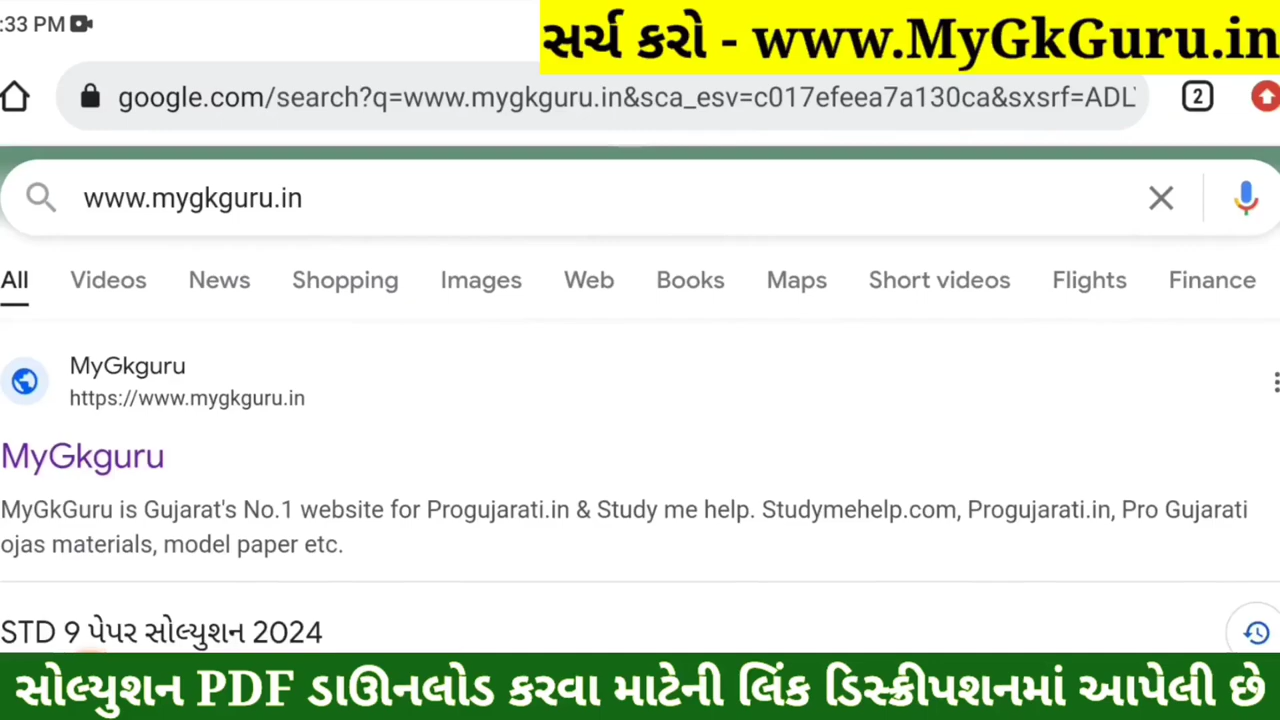 :33 PM
સર્ચ કરો - www.MyGkGuru.in
google.com/search?q=www.mygkguru.in&sca_esv=c017efeea7a130ca&sxsrf=ADL
2
www.mygkguru.in
All Videos News Shopping Images Web Books Maps Short videos Flights Finance
MyGkguru
https://www.mygkguru.in
MyGkguru
MyGkGuru is Gujarat's No.1 website for Progujarati.in & Study me help. Studymehelp.com, Progujarati.in, Pro Gujarati
ojas materials, model paper etc.
STD 9 પેપર સોલ્યુશન 2024
સોલ્યુશન PDF ડાઊનલોડ કરવા માટેની લિંક ડિસ્ક્રીપશનમાં આપેલી છે